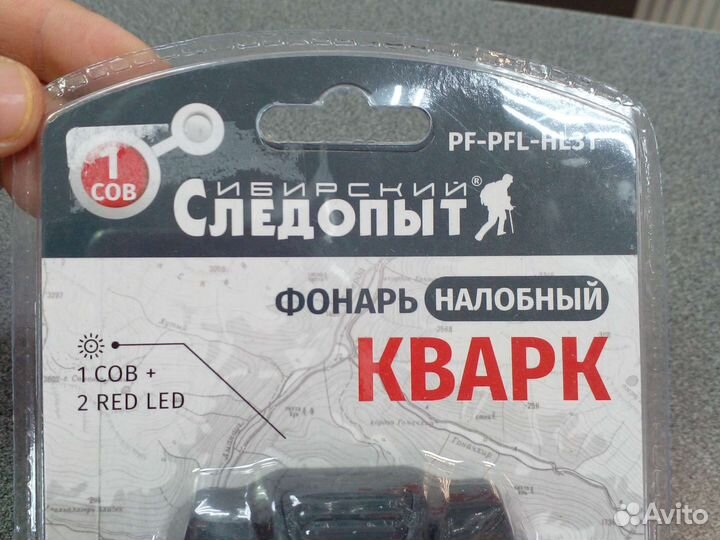 1
COB
PF-PFL-HL31
СИБИРСКИЙ
СЛЕДОПЫТ®
ФОНАРЬ НАЛОБНЫЙ
КВАРК
1 COB +
2 RED LED
Avito